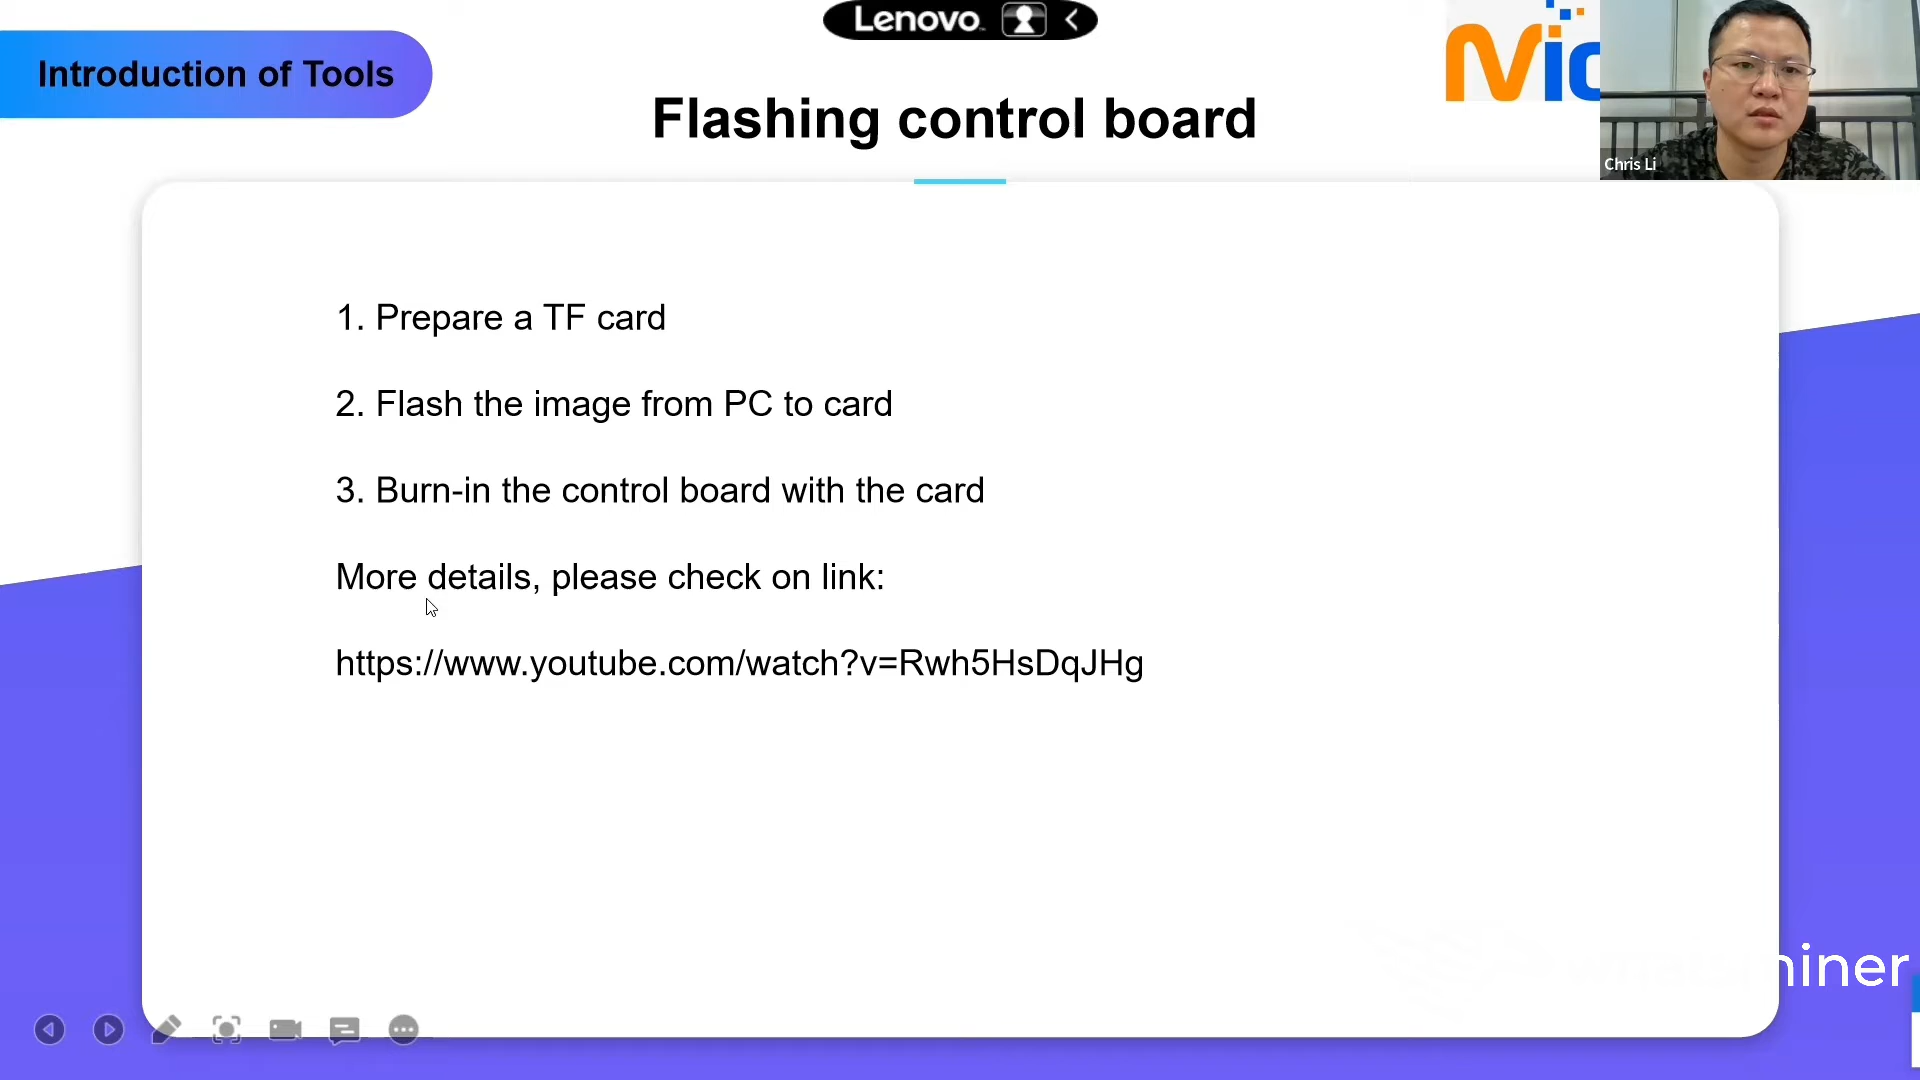 Lenovo
Introduction of Tools
Flashing control board
Chris Li
1. Prepare a TF card
2. Flash the image from PC to card
3. Burn-in the control board with the card
More details, please check on link:
https://www.youtube.com/watch?v=Rwh5HsDqJHg